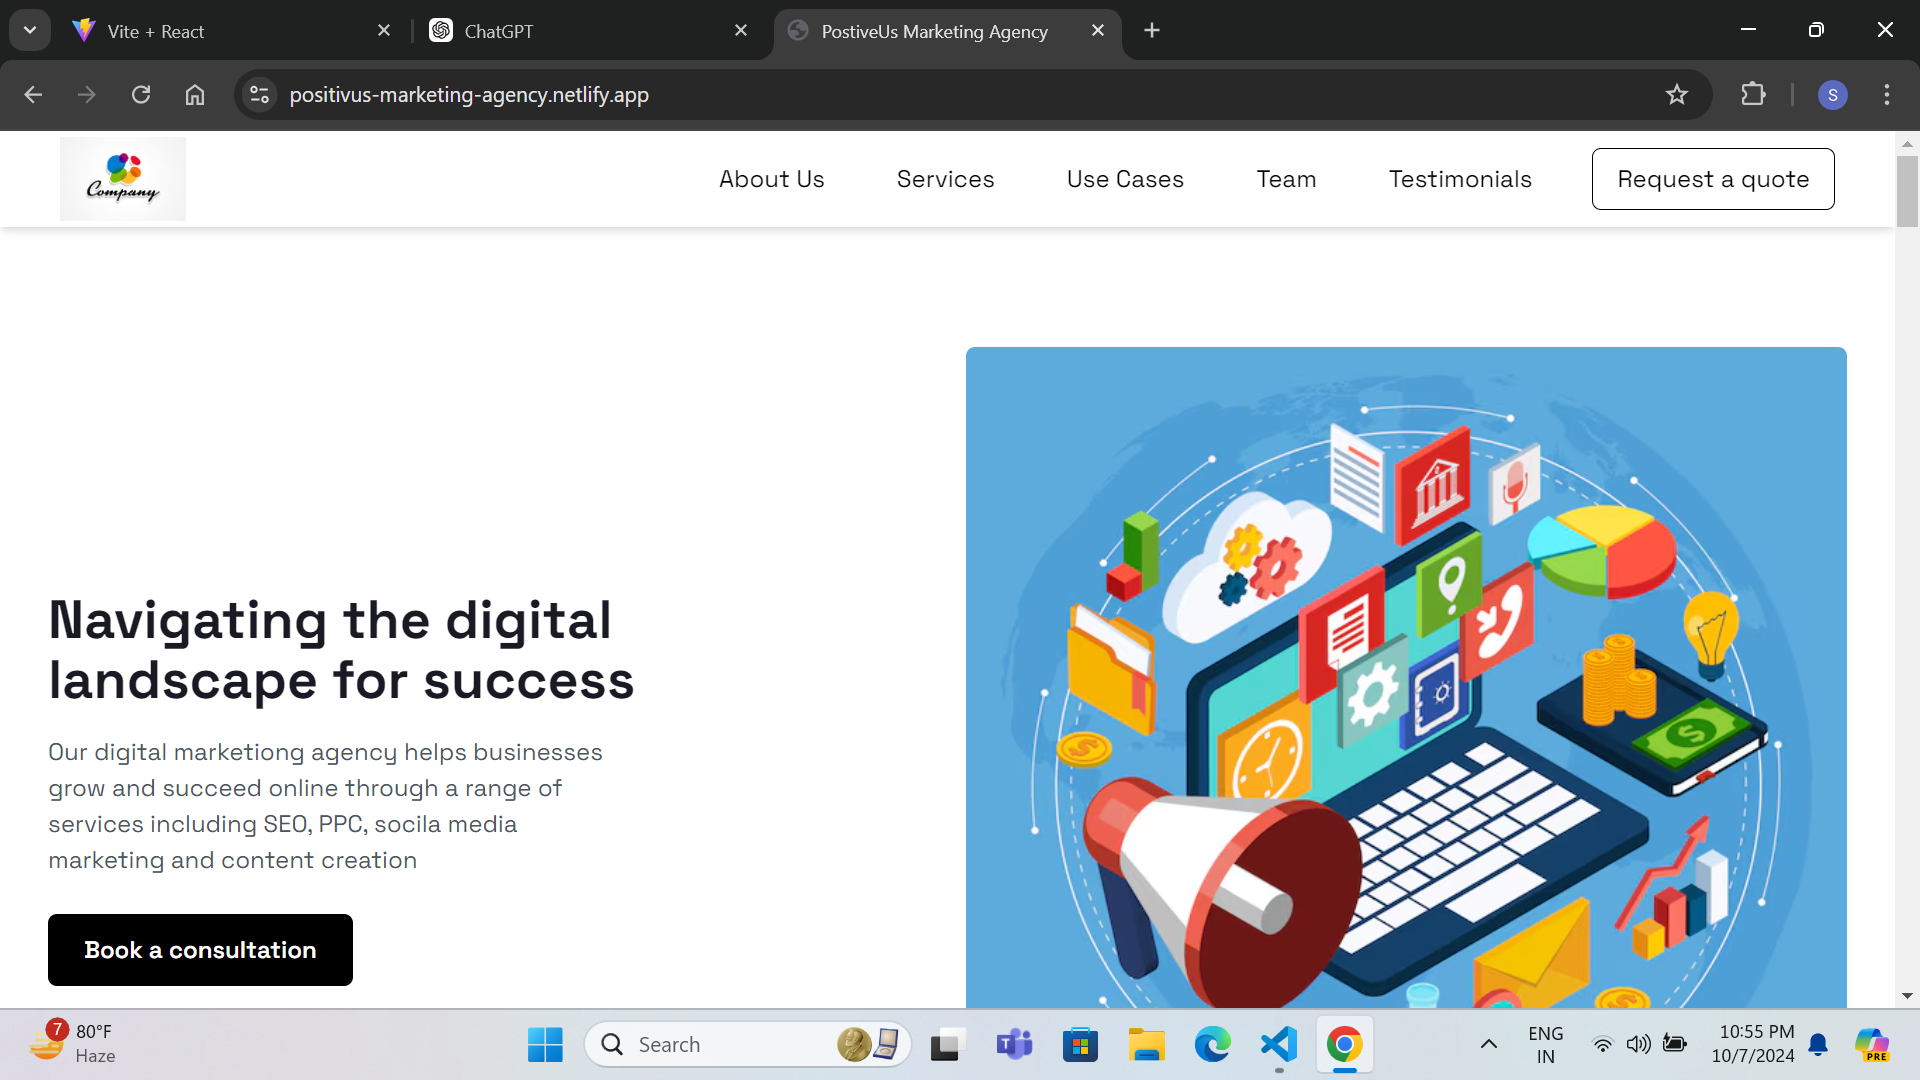 Vite + React
ChatGPT
PostiveUs Marketing Agency
positivus-marketing-agency.netlify.app
S
Company
About Us
Services
Use Cases
Team
Testimonials
Request a quote
Navigating the digital
landscape for success
Our digital marketiong agency helps businesses
grow and succeed online through a range of
services including SEO, PPC, socila media
marketing and content creation
Book a consultation
7
80°F
Haze
Search
T
ENG
IN
10:55 PM
10/7/2024
PRE